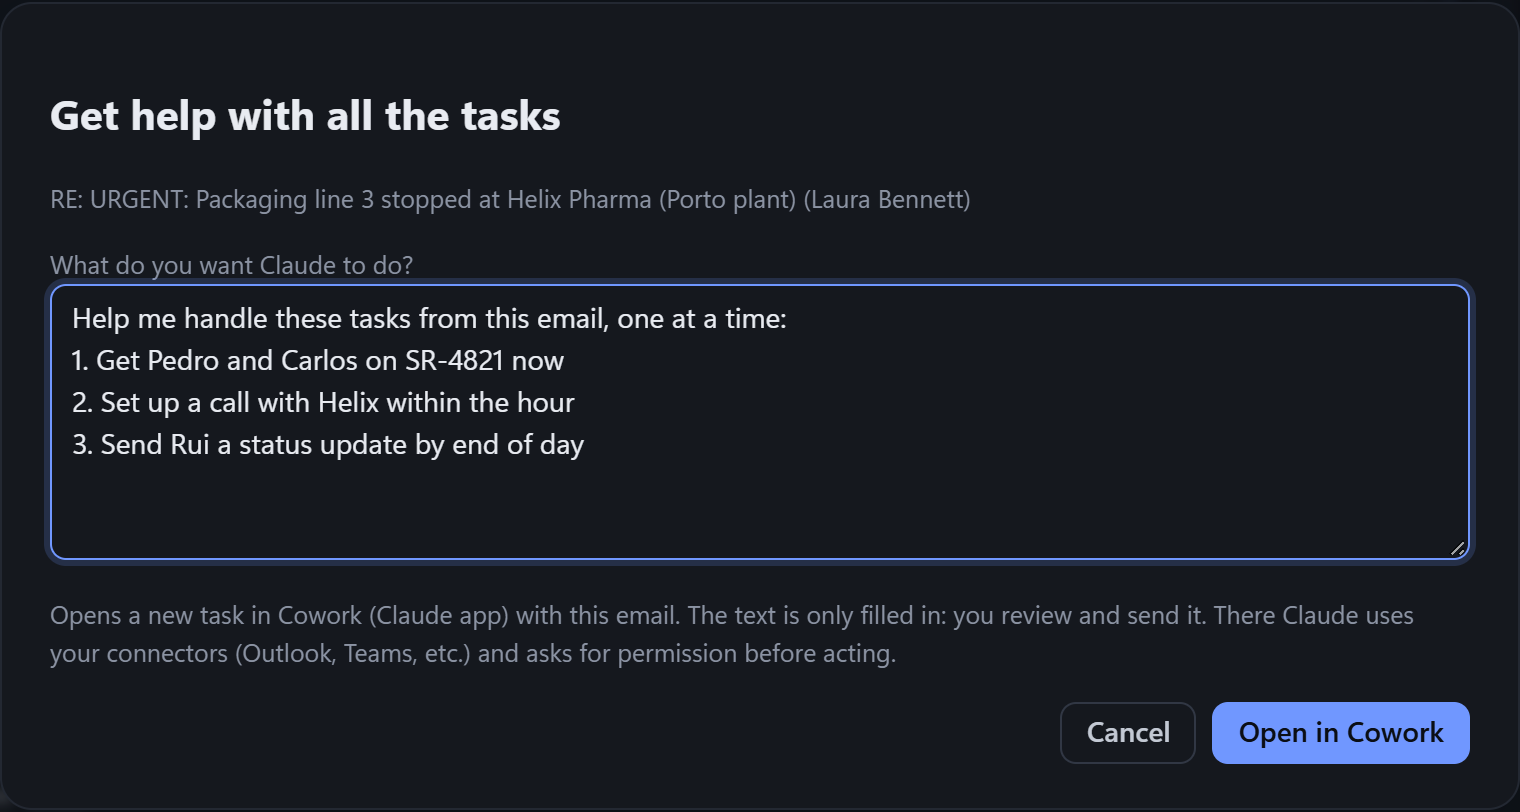 Get help with all the tasks
RE: URGENT: Packaging line 3 stopped at Helix Pharma (Porto plant) (Laura Bennett)
What do you want Claude to do?
Help me handle these tasks from this email, one at a time:
1. Get Pedro and Carlos on SR-4821 now
2. Set up a call with Helix within the hour
3. Send Rui a status update by end of day
Opens a new task in Cowork (Claude app) with this email. The text is only filled in: you review and send it. There Claude uses
your connectors (Outlook, Teams, etc.) and asks for permission before acting.
Cancel
Open in Cowork